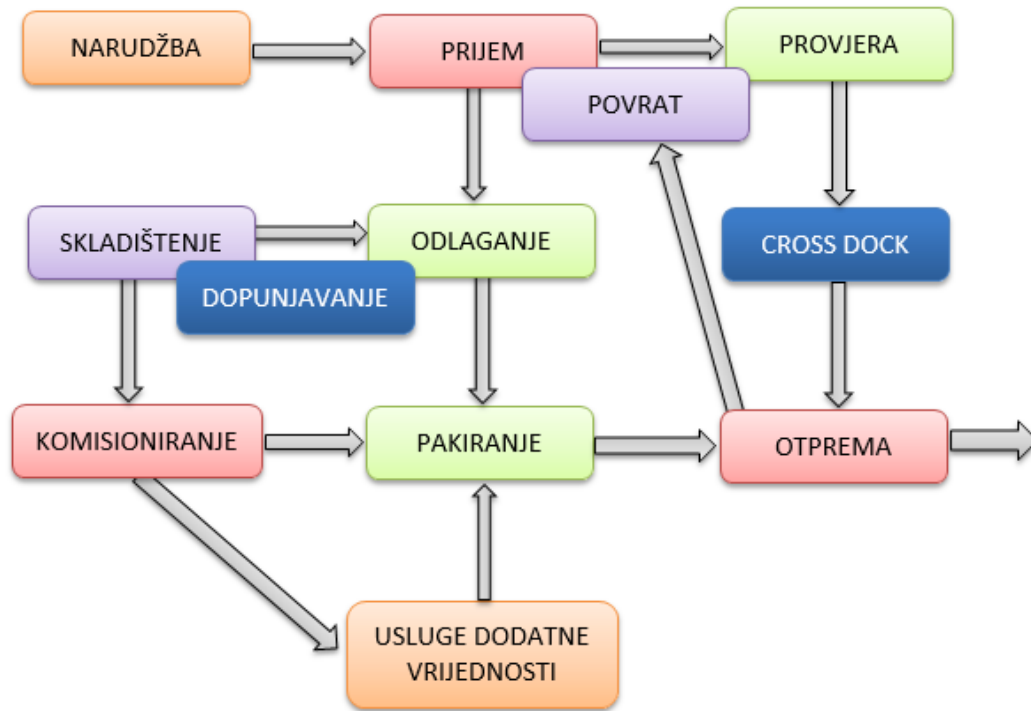 NARUDŽBA
PRIJEM
PROVJERA
POVRAT
SKLADIŠTENJE
ODLAGANJE
CROSS DOCK
DOPUNJAVANJE
KOMISIONIRANJE
PAKIRANJE
OTPREMA
USLUGE DODATNE
VRIJEDNOSTI